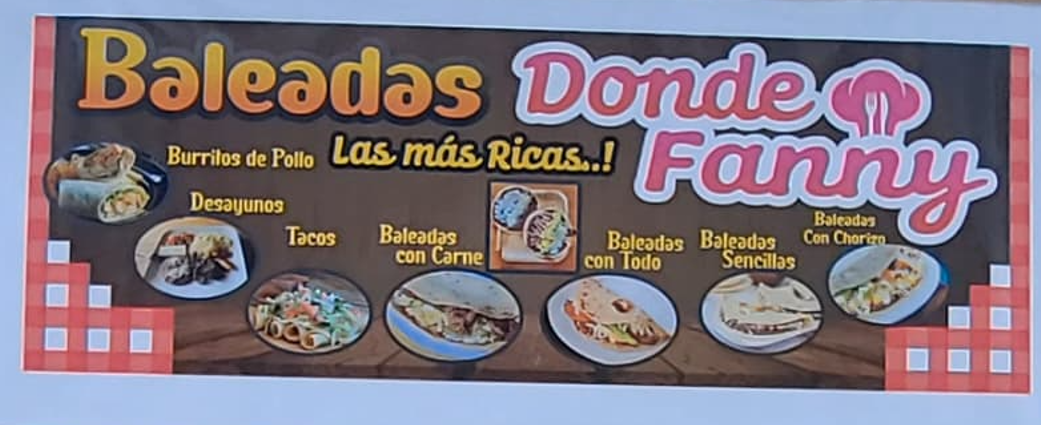 Baleadas Donde
Fanny
Las más Ricas..!
Burritos de Pollo
Desayunos
Tacos
Baleadas
con Carne
Baleadas
con Todo
Baleadas
Sencillas
Baleadas
Con Chorizo